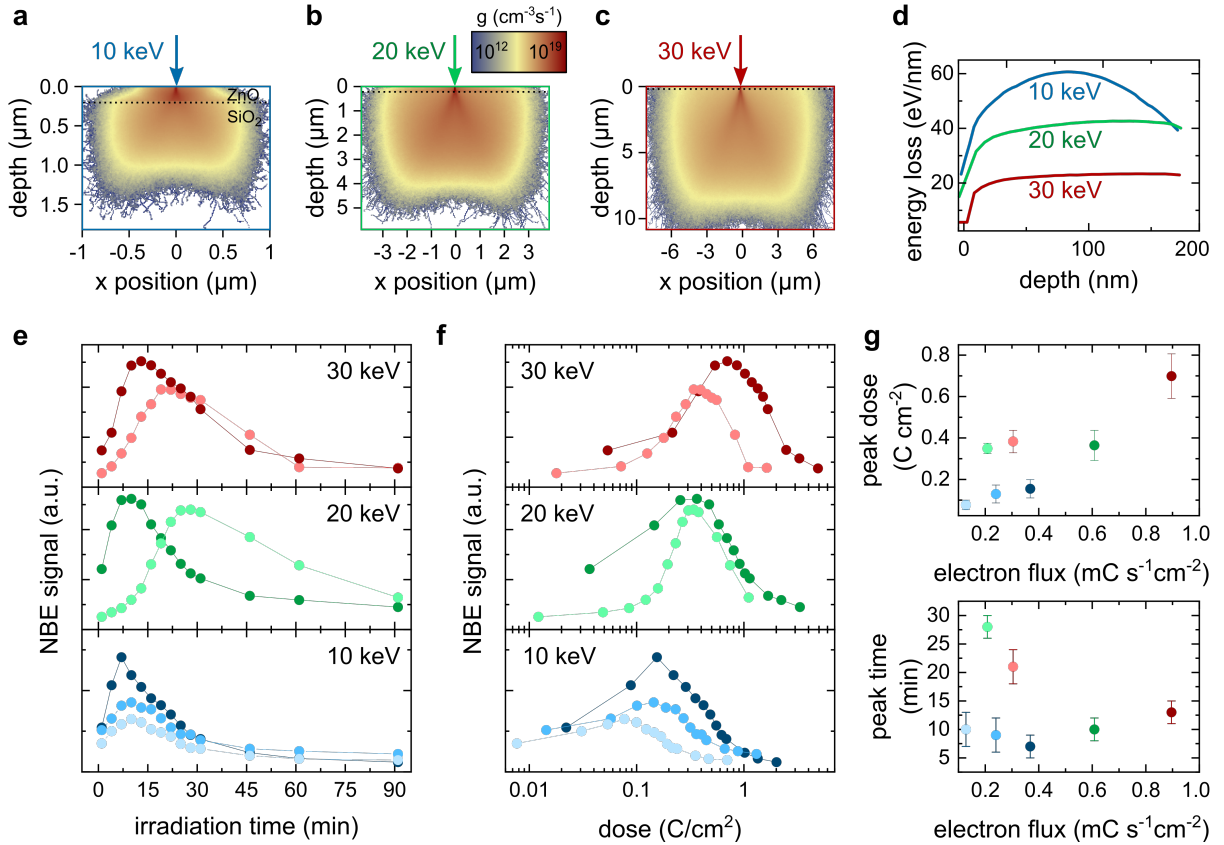 a
10 keV
ZnO
SiO2
0.0
0.5
1.0
1.5
depth (μm)
-1
-0.5
0
0.5
1
x position (μm)
b
g (cm-3s-1)
10^12
10^19
20 keV
0
1
2
3
4
5
depth (μm)
-3
-2
-1
0
1
2
3
x position (μm)
c
30 keV
0
5
10
depth (μm)
-6
-3
0
3
6
x position (μm)
d
60
40
20
energy loss (eV/nm)
10 keV
20 keV
30 keV
0
50
100
150
200
depth (nm)
e
30 keV
20 keV
10 keV
NBE signal (a.u.)
0
15
30
45
60
75
90
irradiation time (min)
f
30 keV
20 keV
10 keV
NBE signal (a.u.)
0.01
0.1
1
dose (C/cm2)
g
0.8
0.6
0.4
0.2
peak dose
(C cm-2)
0.2
0.4
0.6
0.8
1.0
electron flux (mC s-1cm-2)
30
25
20
15
10
5
peak time
(min)
0.2
0.4
0.6
0.8
1.0
electron flux (mC s-1cm-2)